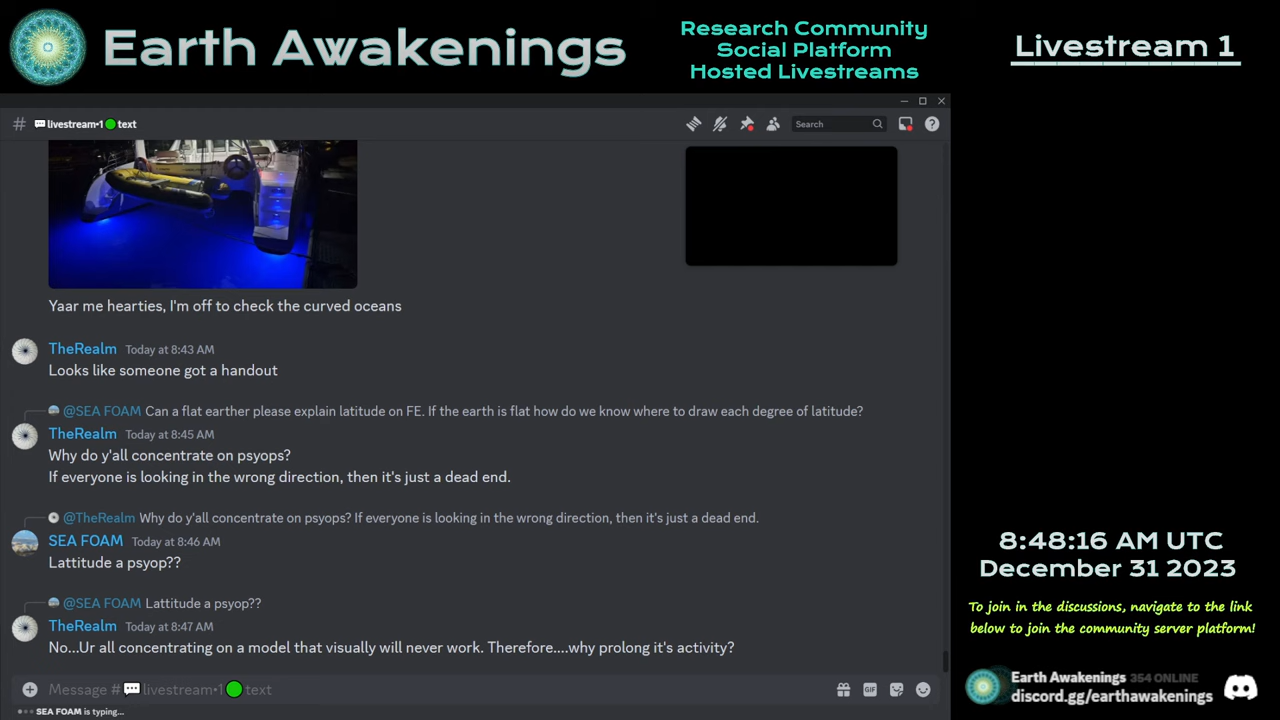 Earth Awakenings
Research Community
Social Platform
Hosted Livestreams
Livestream 1
# livestream•1 text
Search
Yaar me hearties, I'm off to check the curved oceans
TheRealm Today at 8:43 AM
Looks like someone got a handout
@SEA FOAM Can a flat earther please explain latitude on FE. If the earth is flat how do we know where to draw each degree of latitude?
TheRealm Today at 8:45 AM
Why do y'all concentrate on psyops?
If everyone is looking in the wrong direction, then it's just a dead end.
@TheRealm Why do y'all concentrate on psyops? If everyone is looking in the wrong direction, then it's just a dead end.
SEA FOAM Today at 8:46 AM
Lattitude a psyop??
@SEA FOAM Lattitude a psyop??
TheRealm Today at 8:47 AM
No...Ur all concentrating on a model that visually will never work. Therefore....why prolong it's activity?
Message # livestream•1 text
GIF
SEA FOAM is typing...
8:48:16 AM UTC
December 31 2023
To join in the discussions, navigate to the link
below to join the community server platform!
Earth Awakenings 354 ONLINE
discord.gg/earthawakenings